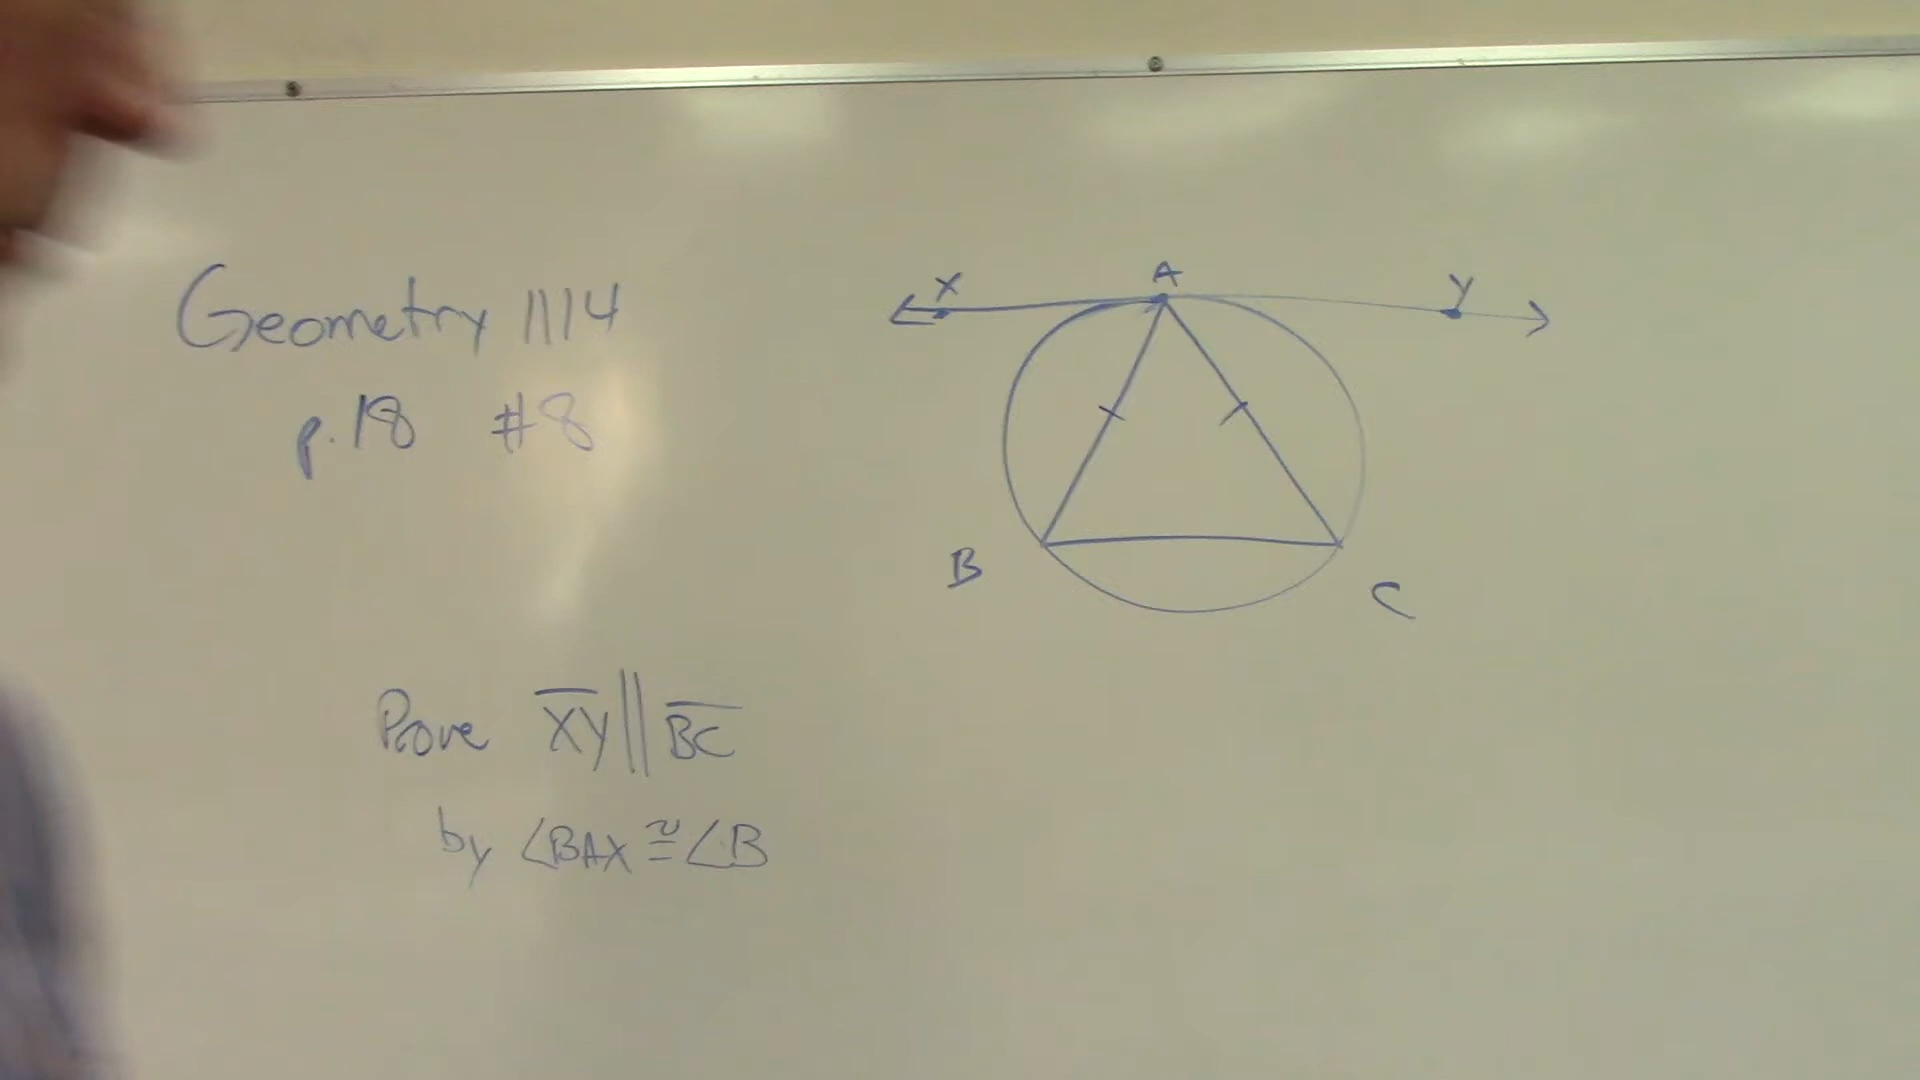 Geometry 1114
p.18 #8
X A Y
B C
Prove XY || BC
by ∠BAX ≅ ∠B